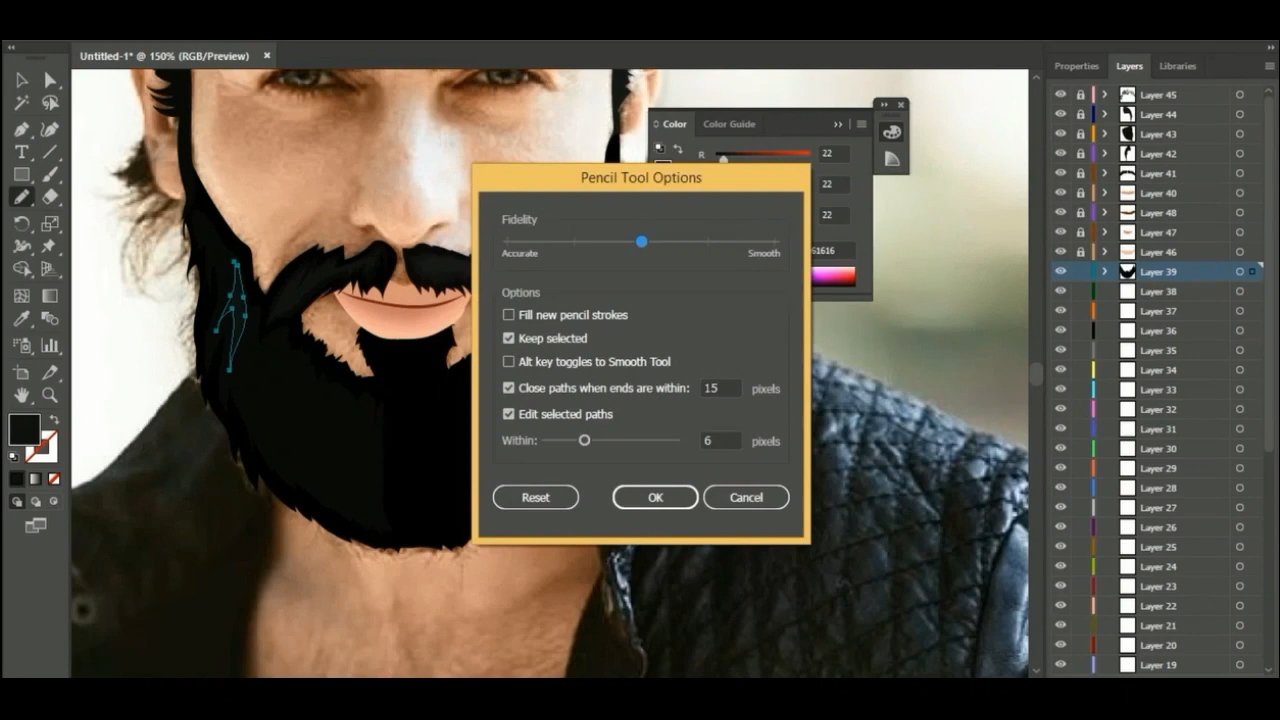 Untitled-1* @ 150% (RGB/Preview)
Properties
Layers
Libraries
Color
Color Guide
R
22
22
22
61616
Pencil Tool Options
Fidelity
Accurate
Smooth
Options
Fill new pencil strokes
Keep selected
Alt key toggles to Smooth Tool
Close paths when ends are within: 15 pixels
Edit selected paths
Within: 6 pixels
Reset
OK
Cancel
Layer 45
Layer 44
Layer 43
Layer 42
Layer 41
Layer 40
Layer 48
Layer 47
Layer 46
Layer 39
Layer 38
Layer 37
Layer 36
Layer 35
Layer 34
Layer 33
Layer 32
Layer 31
Layer 30
Layer 29
Layer 28
Layer 27
Layer 26
Layer 25
Layer 24
Layer 23
Layer 22
Layer 21
Layer 20
Layer 19